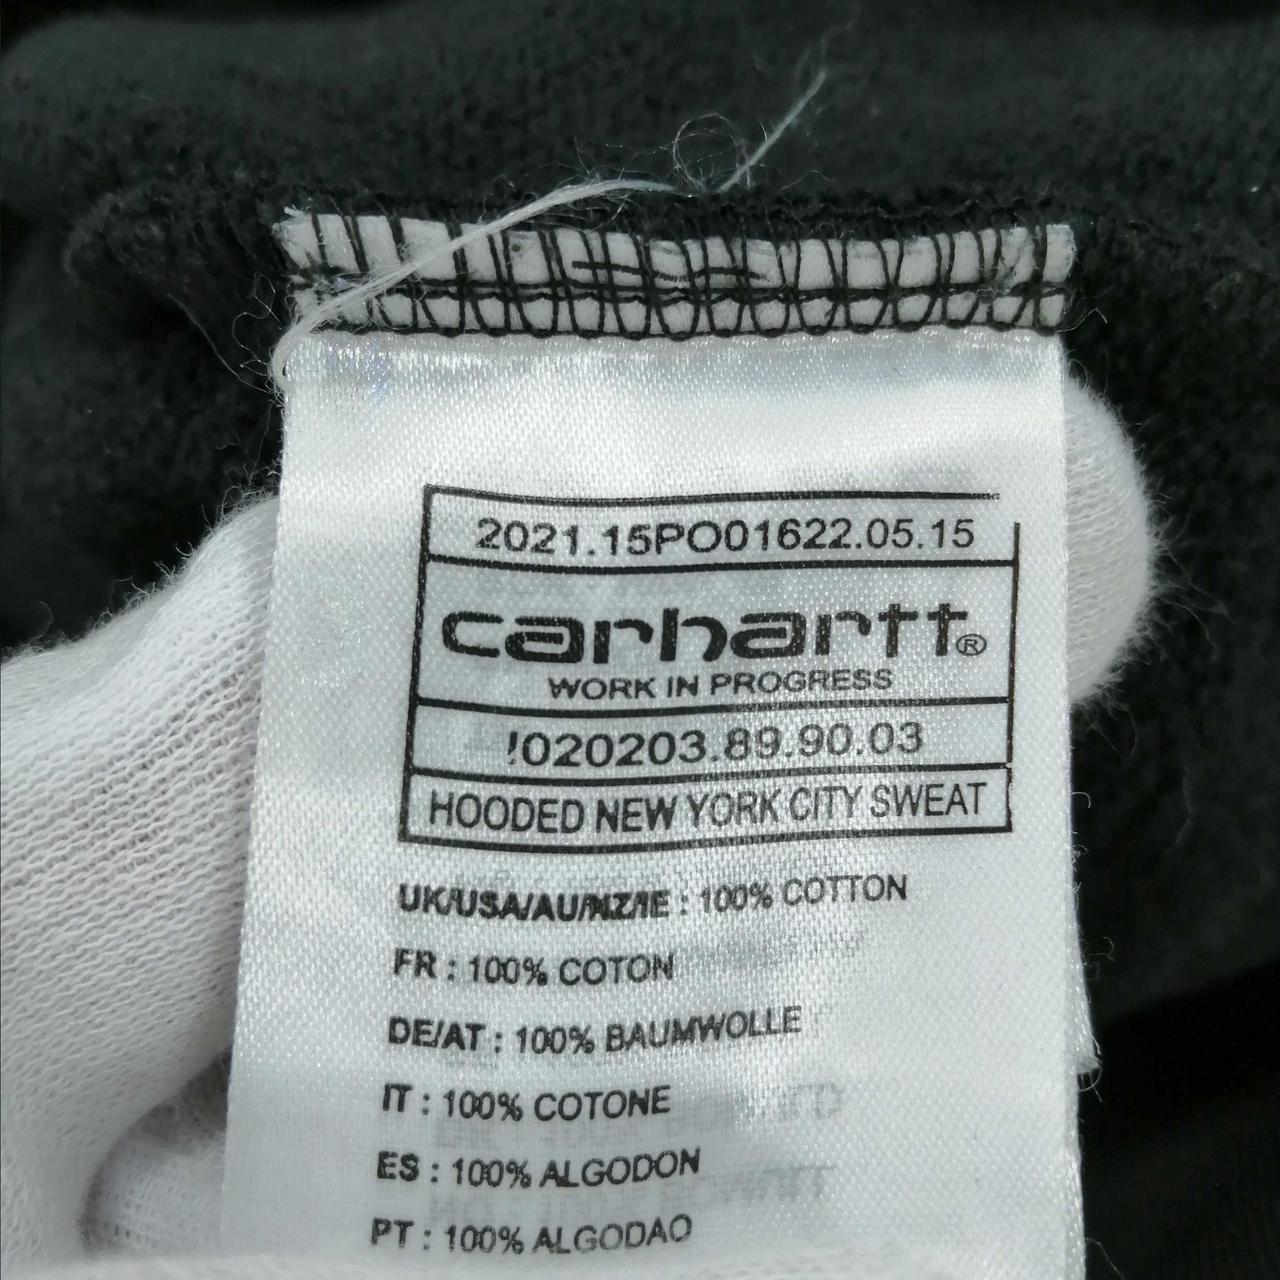 2021.15PO01622.05.15
carhartt®
WORK IN PROGRESS
!020203.89.90.03
HOODED NEW YORK CITY SWEAT
UK/USA/AU/NZ/IE : 100% COTTON
FR : 100% COTON
DE/AT : 100% BAUMWOLLE
IT : 100% COTONE
ES : 100% ALGODON
PT : 100% ALGODAO